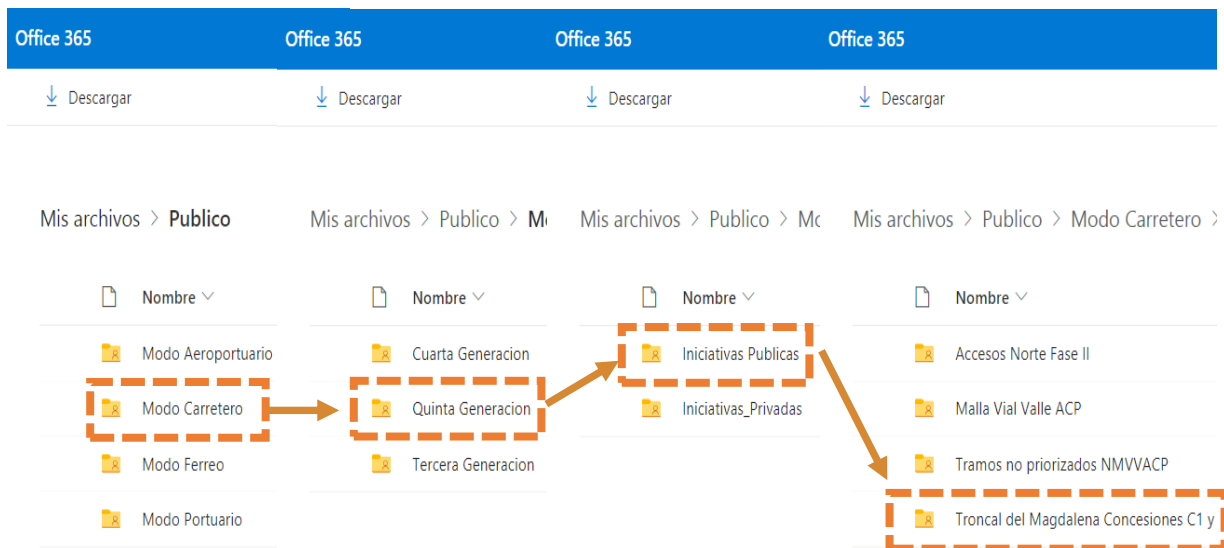 Office 365
Descargar
Mis archivos > Publico
Nombre
Modo Aeroportuario
Modo Carretero
Modo Ferreo
Modo Portuario
Office 365
Descargar
Mis archivos > Publico >
Nombre
Cuarta Generacion
Quinta Generacion
Tercera Generacion
Office 365
Descargar
Mis archivos > Publico >
Nombre
Iniciativas Publicas
Iniciativas_Privadas
Office 365
Descargar
Mis archivos > Publico > Modo Carretero >
Nombre
Accesos Norte Fase II
Malla Vial Valle ACP
Tramos no priorizados NMVVACP
Troncal del Magdalena Concesiones C1 y